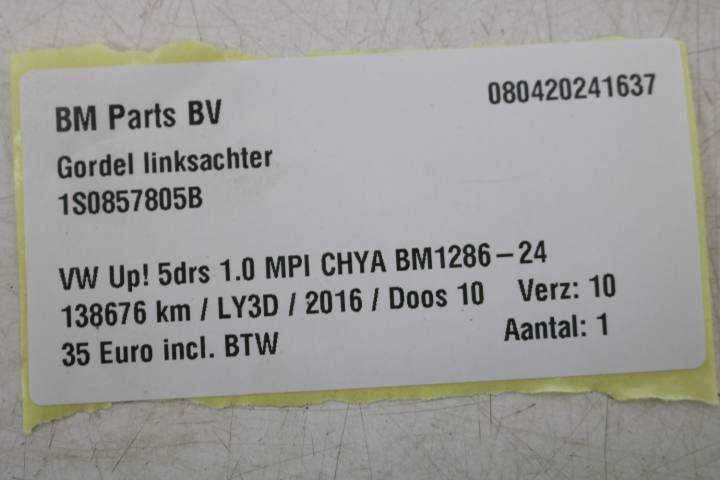 BM Parts BV
080420241637
Gordel linksachter
1S0857805B
VW Up! 5drs 1.0 MPI CHYA BM1286-24
138676 km / LY3D / 2016 / Doos 10 Verz: 10
35 Euro incl. BTW Aantal: 1